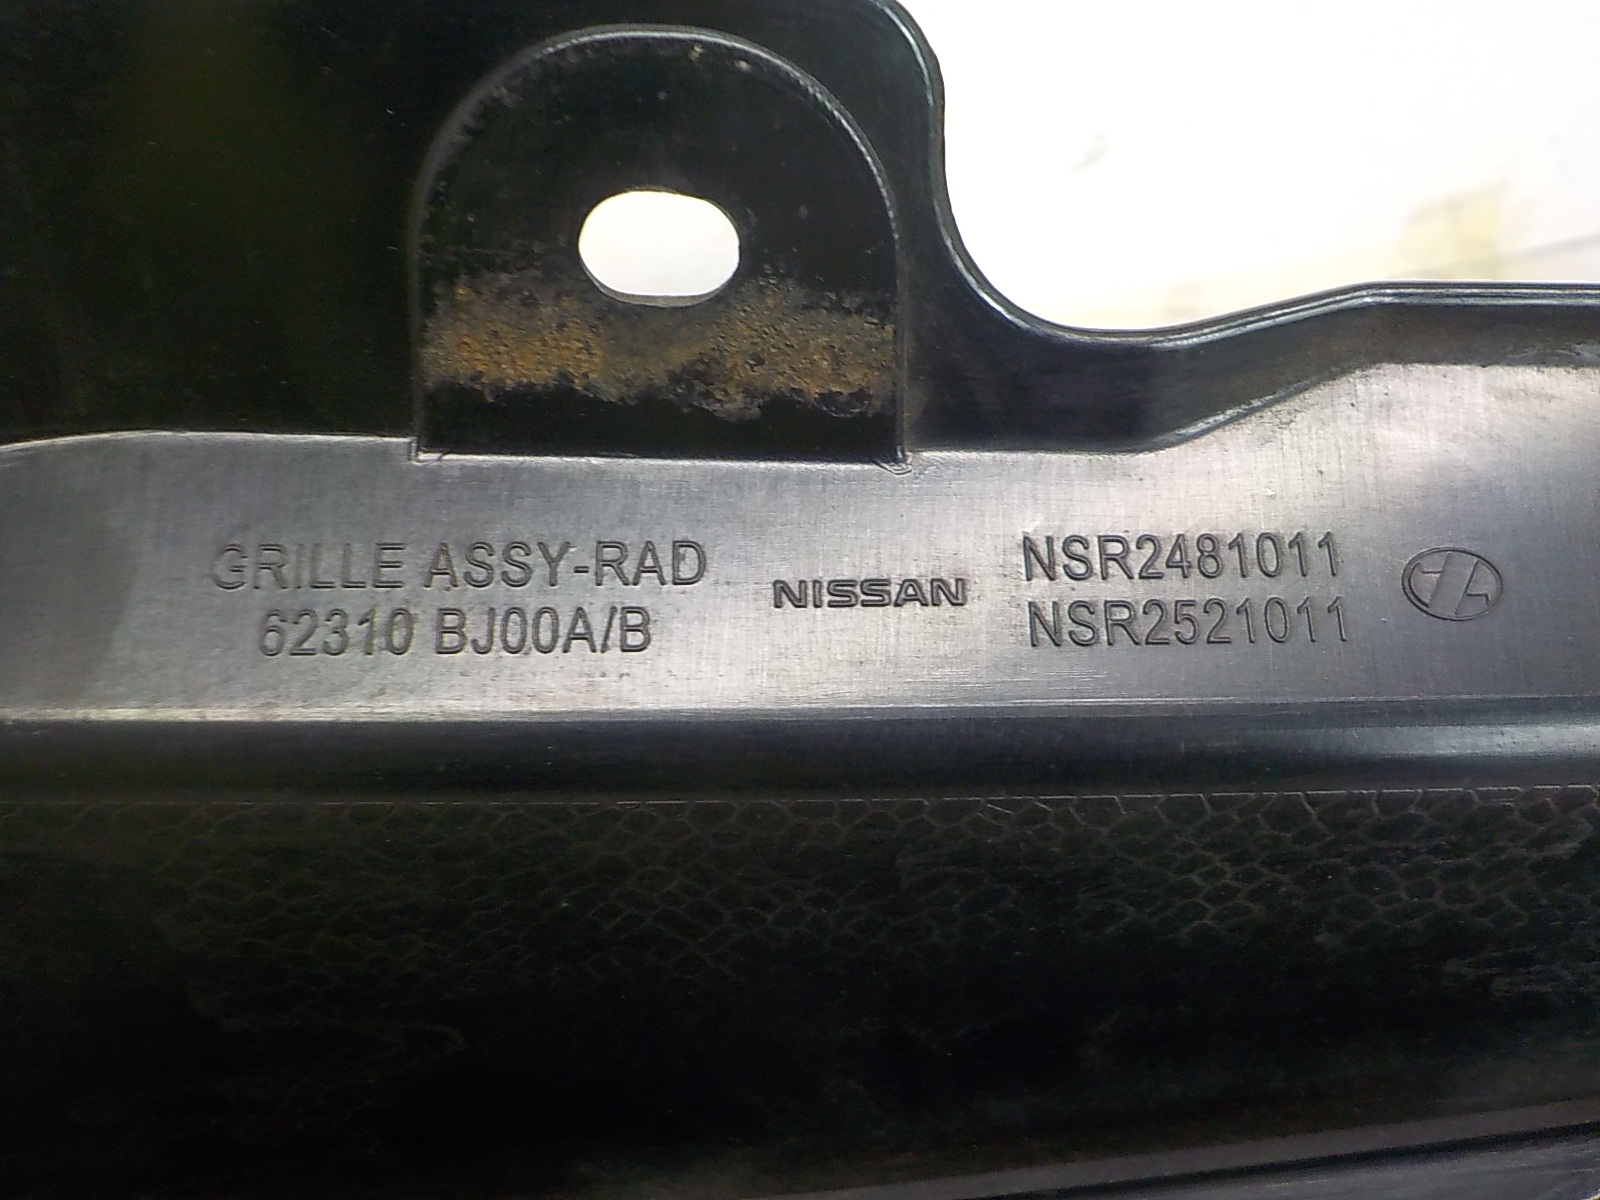 GRILLE ASSY-RAD
62310 BJ00A/B
NISSAN
NSR2481011
NSR2521011